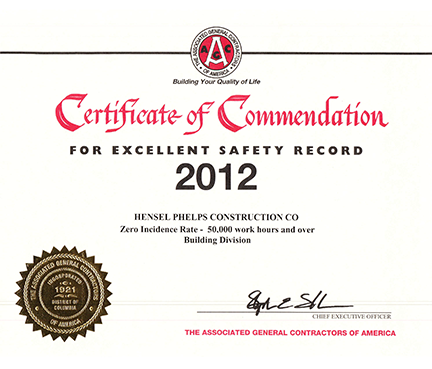 THE ASSOCIATED GENERAL CONTRACTORS
OF AMERICA
AGC
Building Your Quality of Life
Certificate of Commendation
FOR EXCELLENT SAFETY RECORD
2012
HENSEL PHELPS CONSTRUCTION CO
Zero Incidence Rate - 50,000 work hours and over
Building Division
THE ASSOCIATED GENERAL CONTRACTORS
OF AMERICA
INCORPORATED
1921
DISTRICT OF
COLUMBIA
CHIEF EXECUTIVE OFFICER
THE ASSOCIATED GENERAL CONTRACTORS OF AMERICA